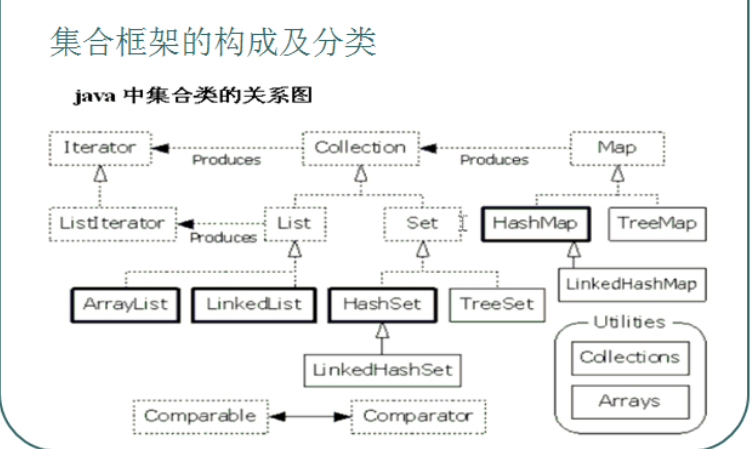 集合框架的构成及分类
java 中集合类的关系图
Iterator
Produces
Collection
Produces
Map
ListIterator
Produces
List
Set
HashMap
TreeMap
ArrayList
LinkedList
HashSet
TreeSet
LinkedHashMap
LinkedHashSet
Utilities
Collections
Arrays
Comparable
Comparator